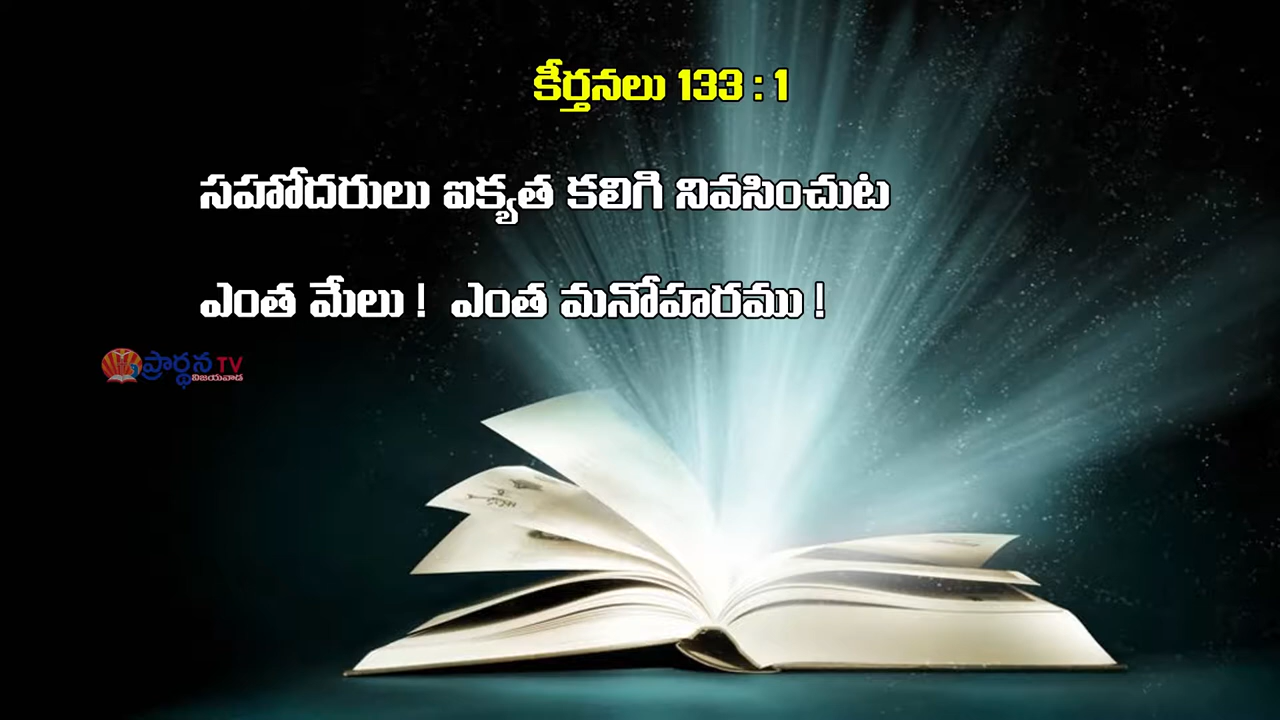 కీర్తనలు 133 : 1
సహోదరులు ఐక్యత కలిగి నివసించుట
ఎంత మేలు ! ఎంత మనోహరము !
ప్రార్థన TV
విజయవాడ